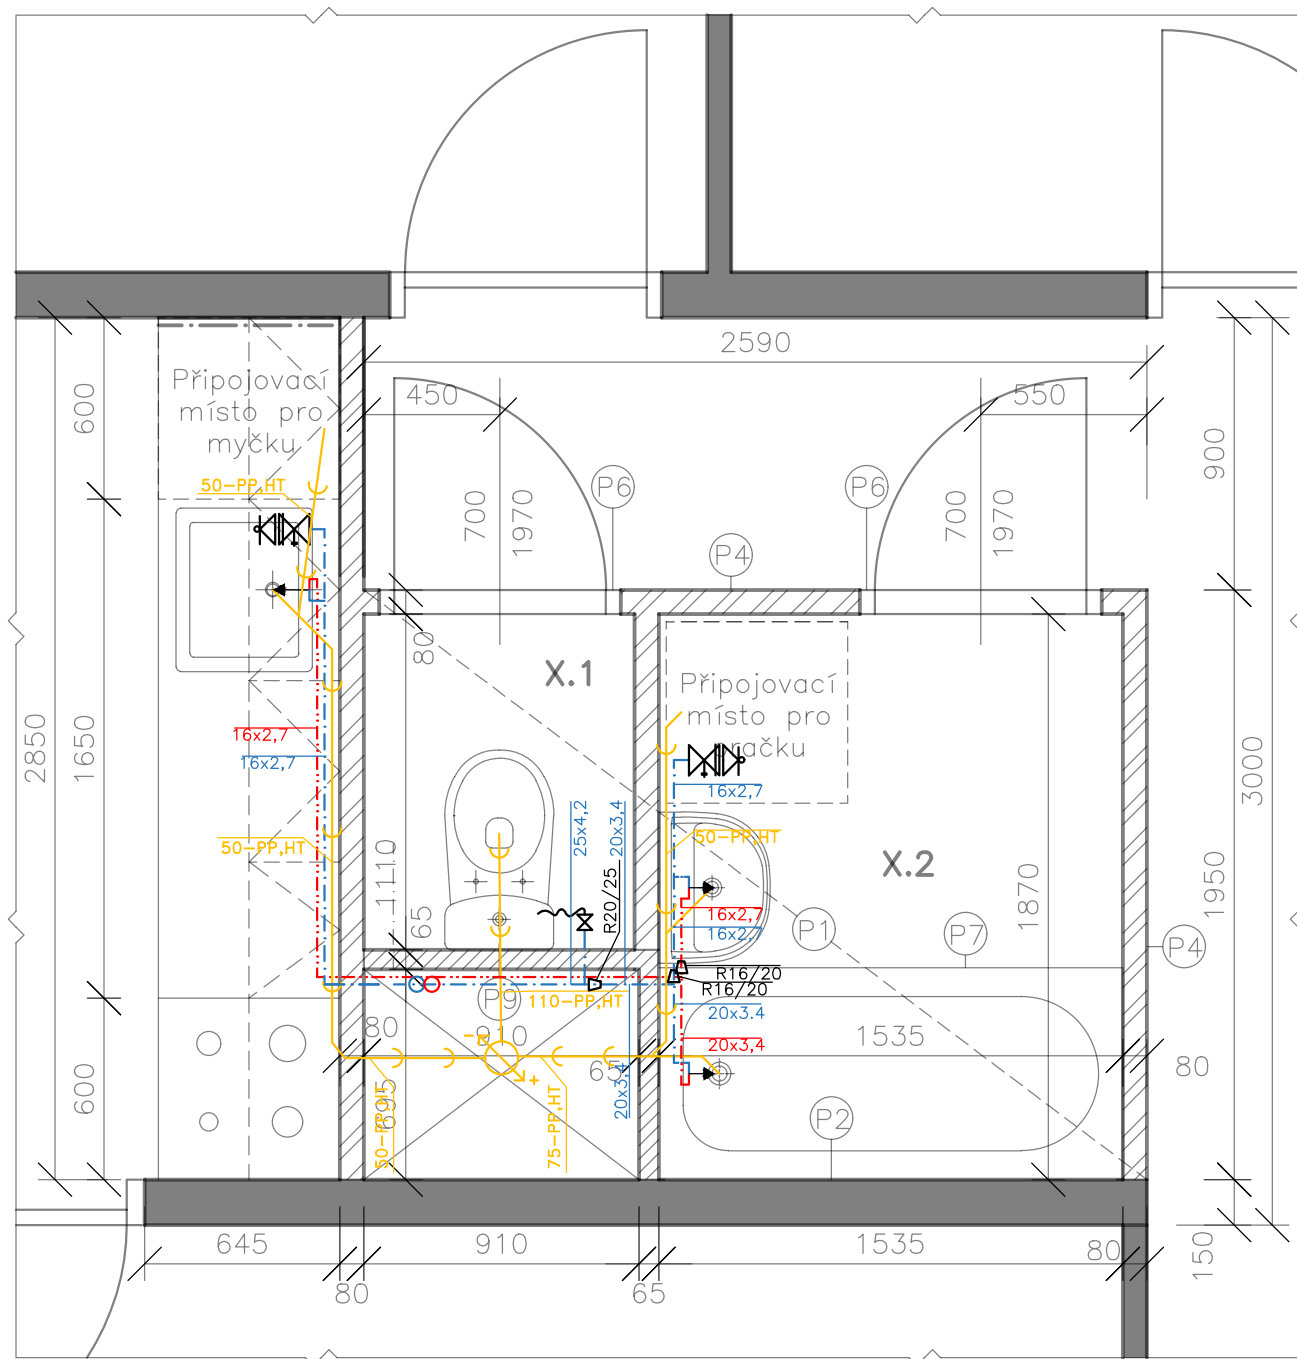 2590
450
550
Připojovací
místo pro
myčku
600
900
50-PP,HT
P6
P6
700
1970
700
1970
P4
80
X.1
Připojovací
místo pro
pračku
2850
1650
3000
16x2,7
16x2,7
16x2,7
25x4,2
20x3,4
50-PP,HT
50-PP,HT
1110
65
R20/25
X.2
1870
1950
16x2,7
16x2,7
P1
P7
P4
R16/20
R16/20
P9
110-PP,HT
20x3.4
20x3,4
80
910
65
1535
80
600
695
-
+
20x3,4
50-PP,HT
75-PP,HT
P2
645
910
1535
80
150
80
65